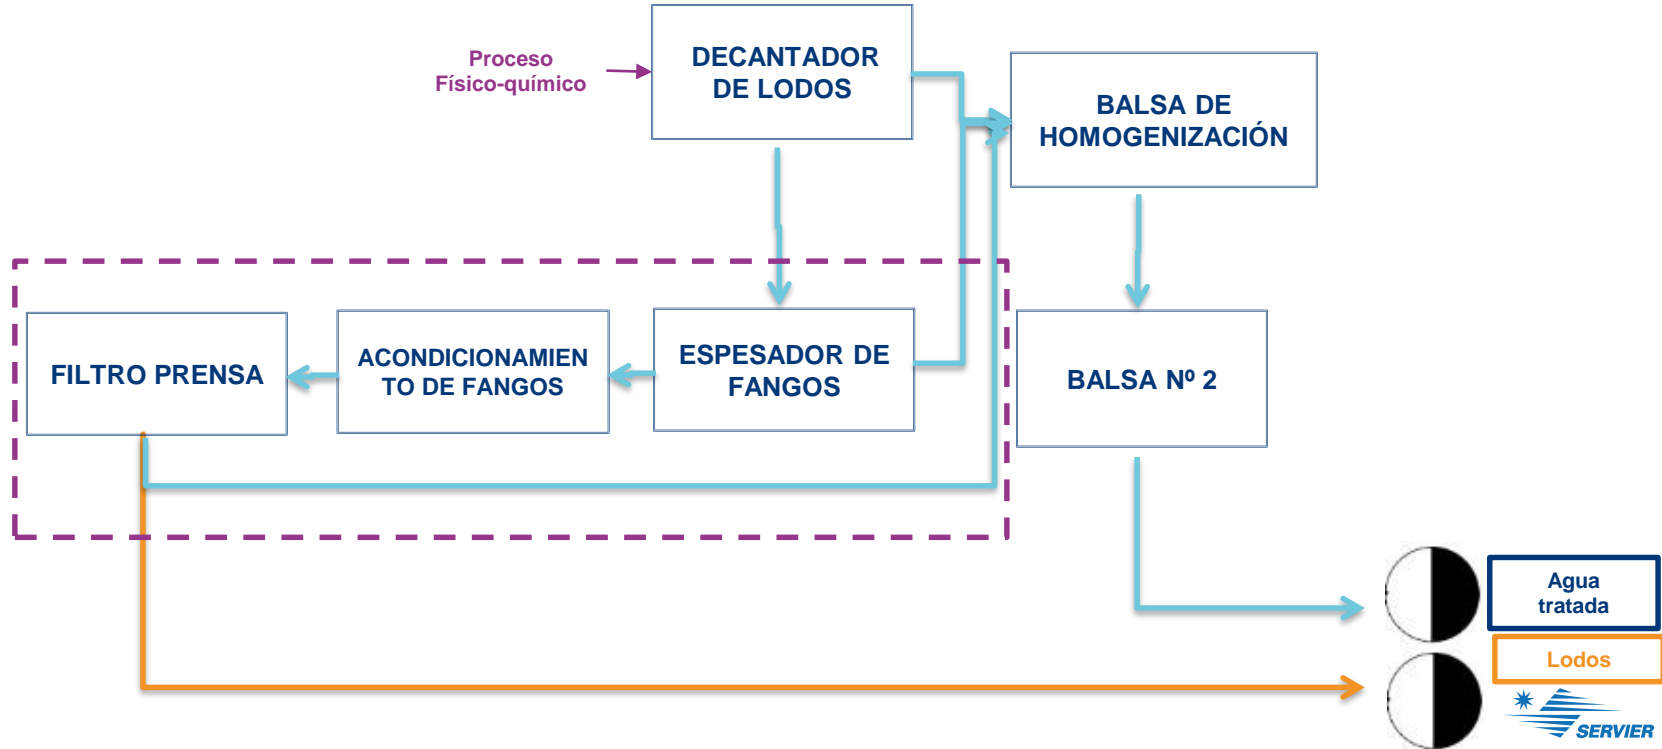 Proceso
Físico-químico
DECANTADOR
DE LODOS
BALSA DE
HOMOGENIZACIÓN
FILTRO PRENSA
ACONDICIONAMIEN
TO DE FANGOS
ESPESADOR DE
FANGOS
BALSA Nº 2
Agua
tratada
Lodos
SERVIER